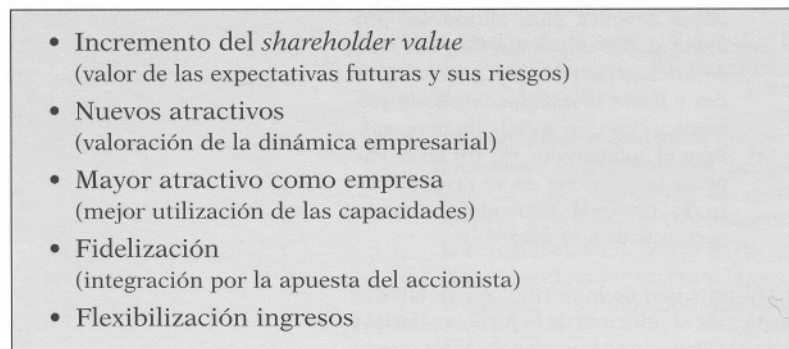 • Incremento del shareholder value
(valor de las expectativas futuras y sus riesgos)
• Nuevos atractivos
(valoración de la dinámica empresarial)
• Mayor atractivo como empresa
(mejor utilización de las capacidades)
• Fidelización
(integración por la apuesta del accionista)
• Flexibilización ingresos